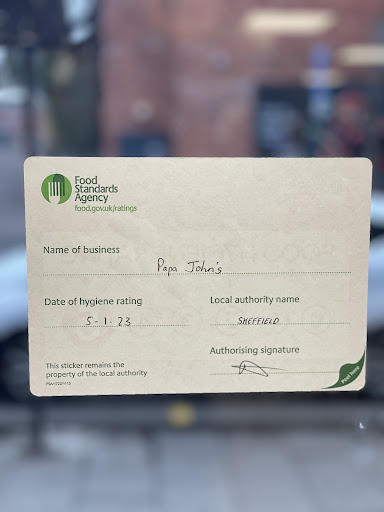 Food
Standards
Agency
food.gov.uk/ratings
Name of business
Papa John's
Date of hygiene rating
Local authority name
5-1.23
SHEFFIELD
Authorising signature
This sticker remains the
property of the local authority
Peel here